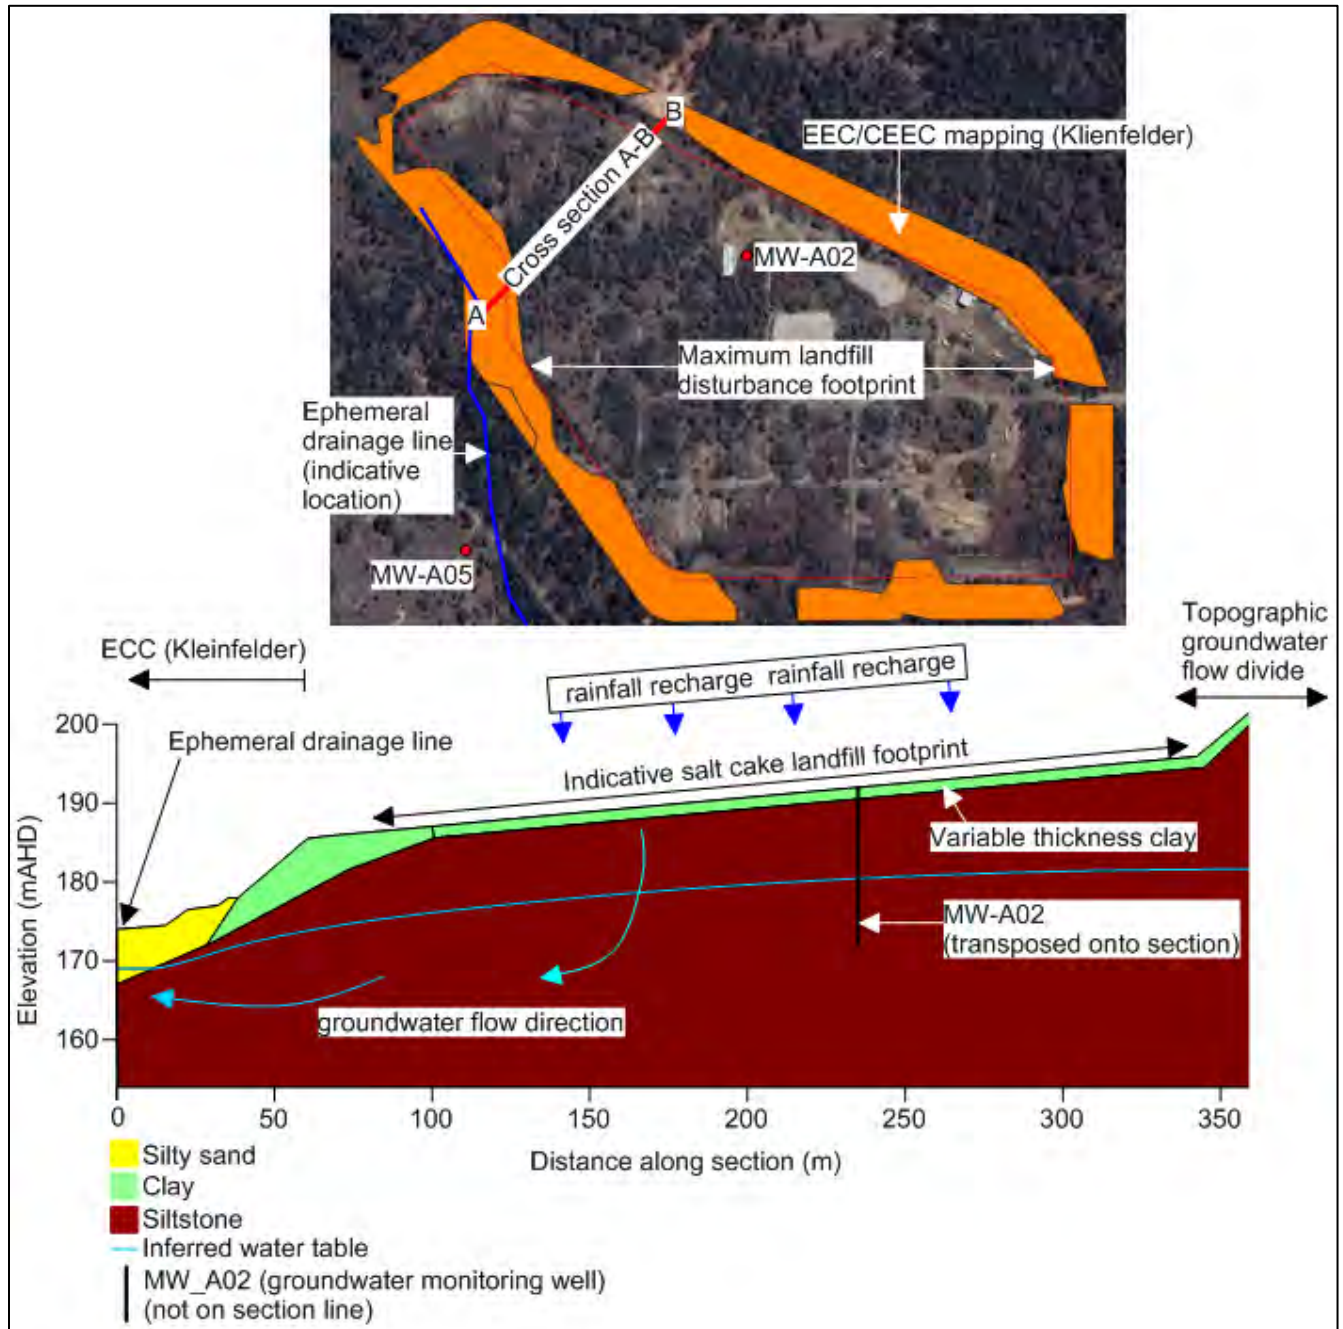 B
EEC/CEEC mapping (Klienfelder)
Cross section A-B
MW-A02
A
Maximum landfill
disturbance footprint
Ephemeral
drainage line
(indicative
location)
MW-A05
Topographic
groundwater
flow divide
ECC (Kleinfelder)
rainfall recharge rainfall recharge
Ephemeral drainage line
Indicative salt cake landfill footprint
Variable thickness clay
MW-A02
(transposed onto section)
groundwater flow direction
Elevation (mAHD)
200
190
180
170
160
0 50 100 150 200 250 300 350
Distance along section (m)
Silty sand
Clay
Siltstone
Inferred water table
MW_A02 (groundwater monitoring well)
(not on section line)